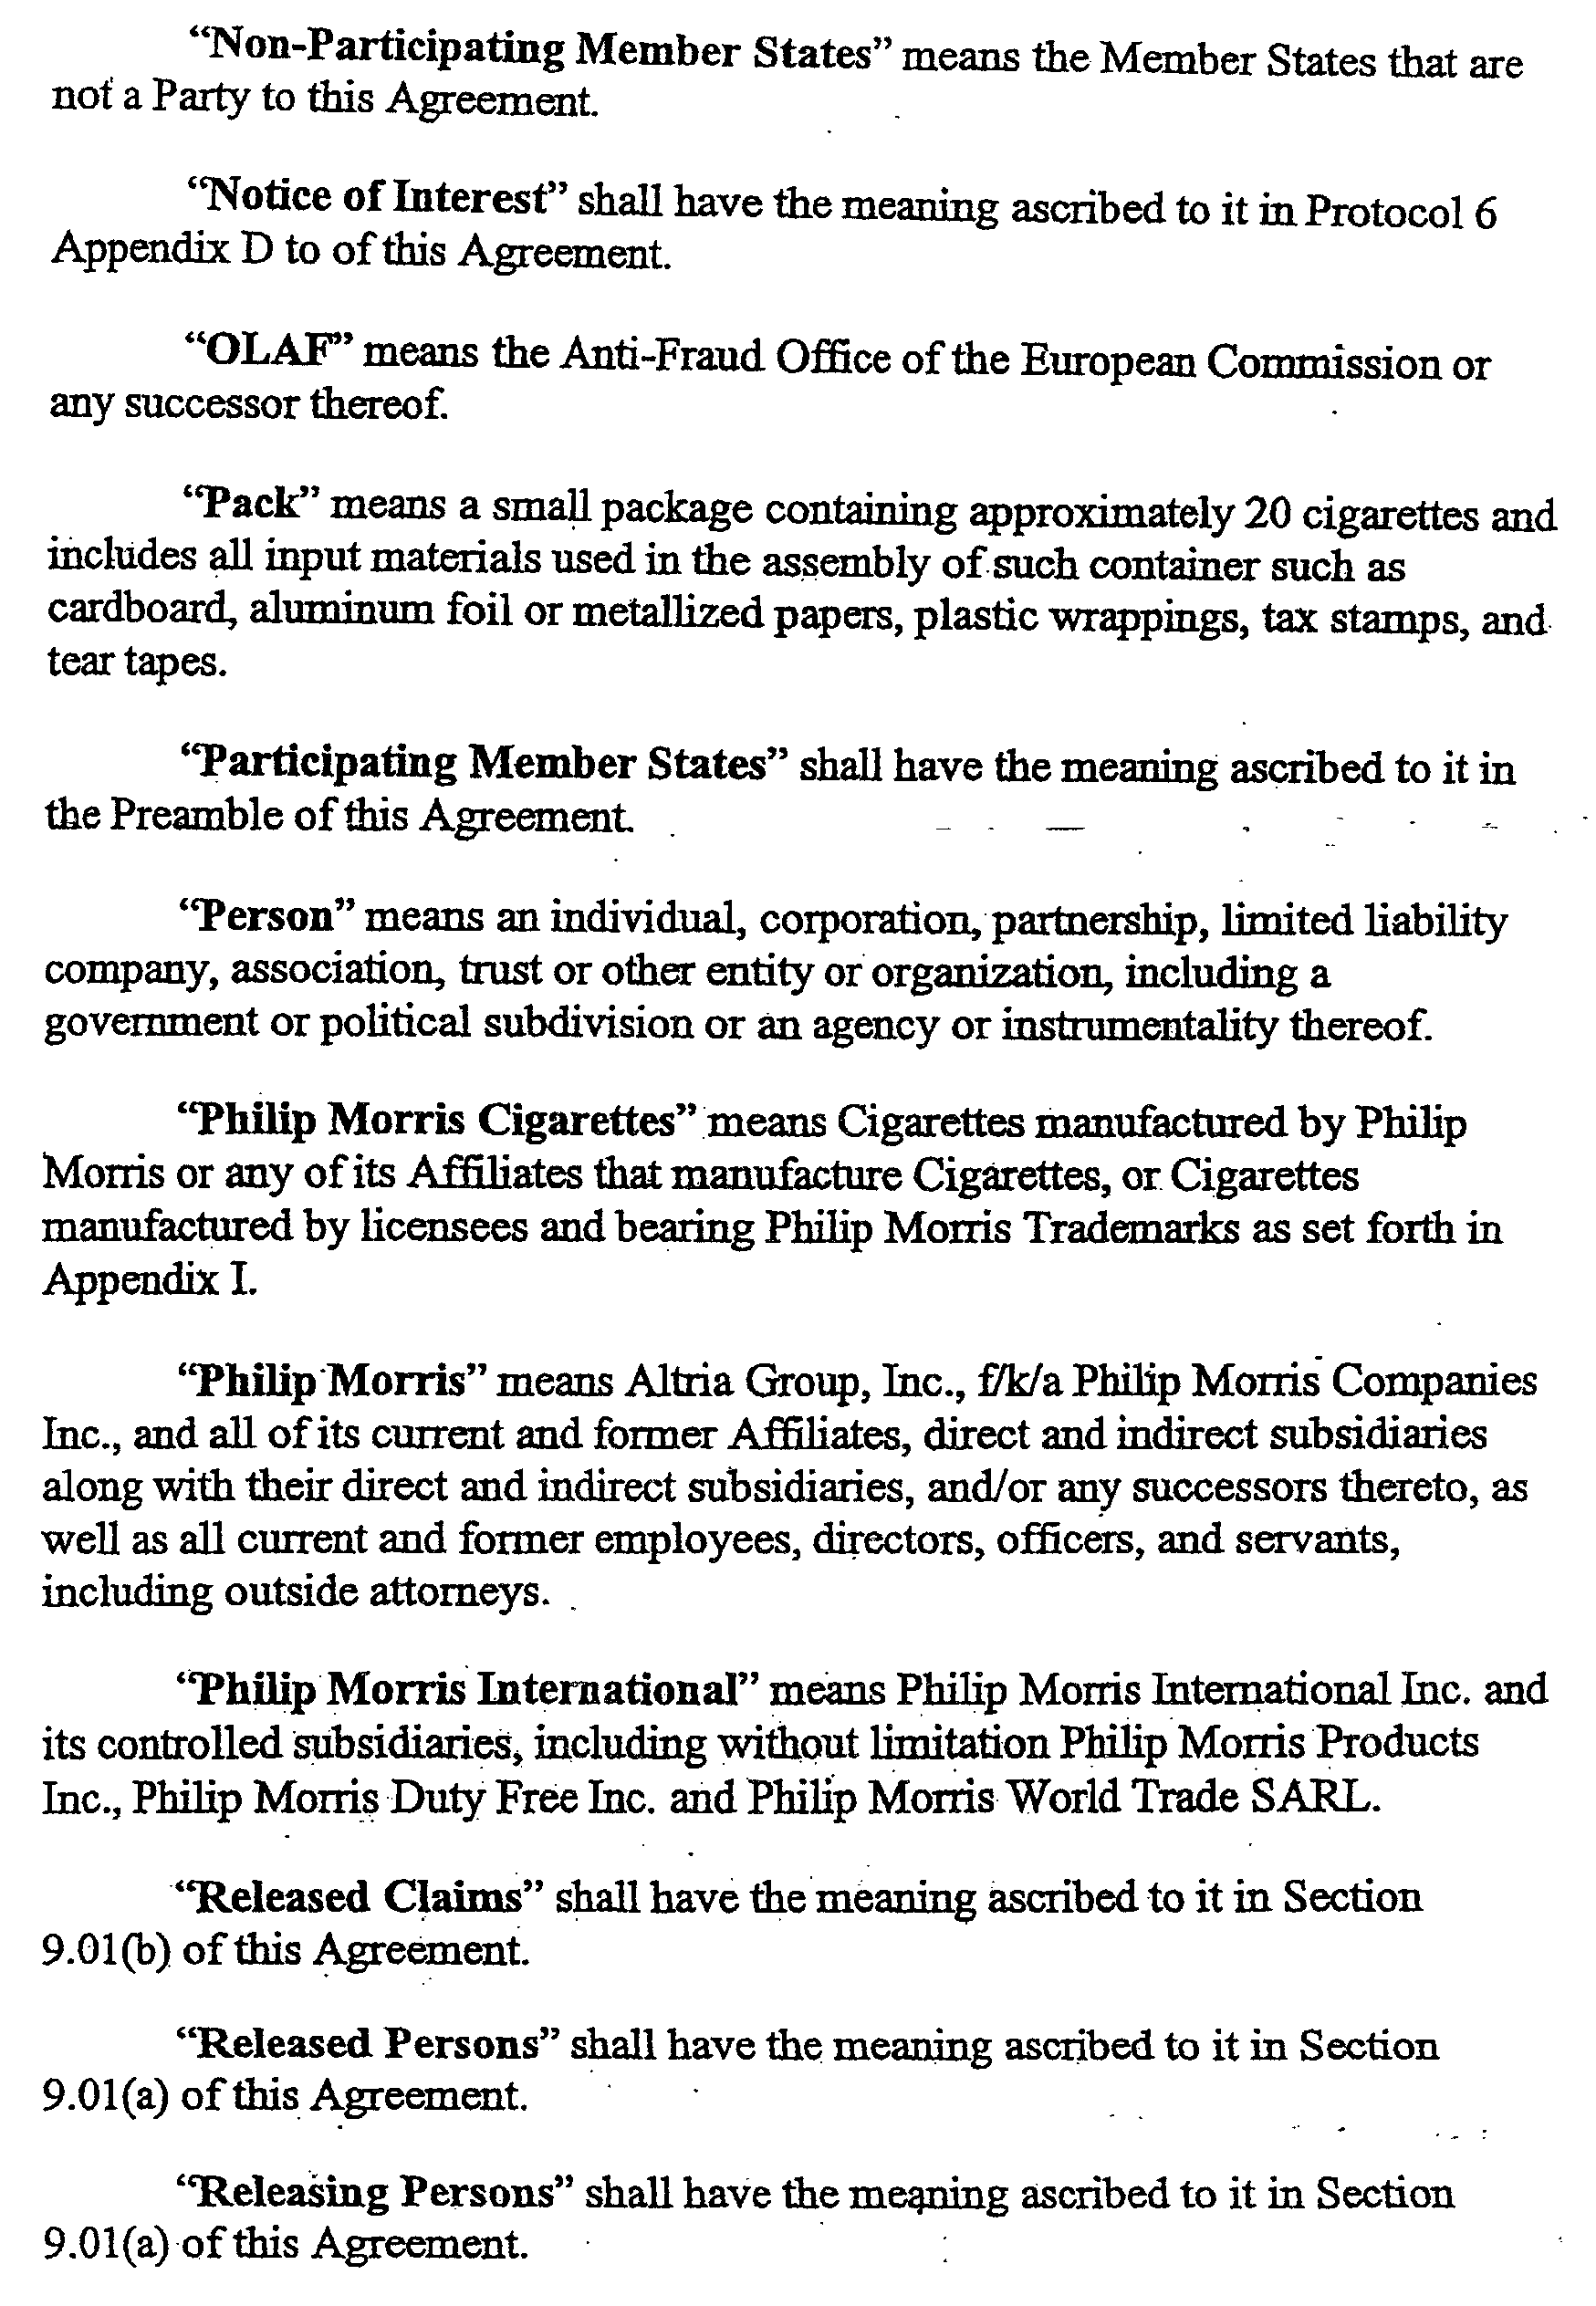 “Non-Participating Member States” means the Member States that are
not a Party to this Agreement.
“Notice of Interest” shall have the meaning ascribed to it in Protocol 6
Appendix D to of this Agreement.
“OLAF” means the Anti-Fraud Office of the European Commission or
any successor thereof.
“Pack” means a small package containing approximately 20 cigarettes and
includes all input materials used in the assembly of such container such as
cardboard, aluminum foil or metallized papers, plastic wrappings, tax stamps, and
tear tapes.
“Participating Member States” shall have the meaning ascribed to it in
the Preamble of this Agreement.
“Person” means an individual, corporation, partnership, limited liability
company, association, trust or other entity or organization, including a
government or political subdivision or an agency or instrumentality thereof.
“Philip Morris Cigarettes” means Cigarettes manufactured by Philip
Morris or any of its Affiliates that manufacture Cigarettes, or Cigarettes
manufactured by licensees and bearing Philip Morris Trademarks as set forth in
Appendix I.
“Philip Morris” means Altria Group, Inc., f/k/a Philip Morris Companies
Inc., and all of its current and former Affiliates, direct and indirect subsidiaries
along with their direct and indirect subsidiaries, and/or any successors thereto, as
well as all current and former employees, directors, officers, and servants,
including outside attorneys.
“Philip Morris International” means Philip Morris International Inc. and
its controlled subsidiaries, including without limitation Philip Morris Products
Inc., Philip Morris Duty Free Inc. and Philip Morris World Trade SARL.
“Released Claims” shall have the meaning ascribed to it in Section
9.01(b) of this Agreement.
“Released Persons” shall have the meaning ascribed to it in Section
9.01(a) of this Agreement.
“Releasing Persons” shall have the meaning ascribed to it in Section
9.01(a) of this Agreement.